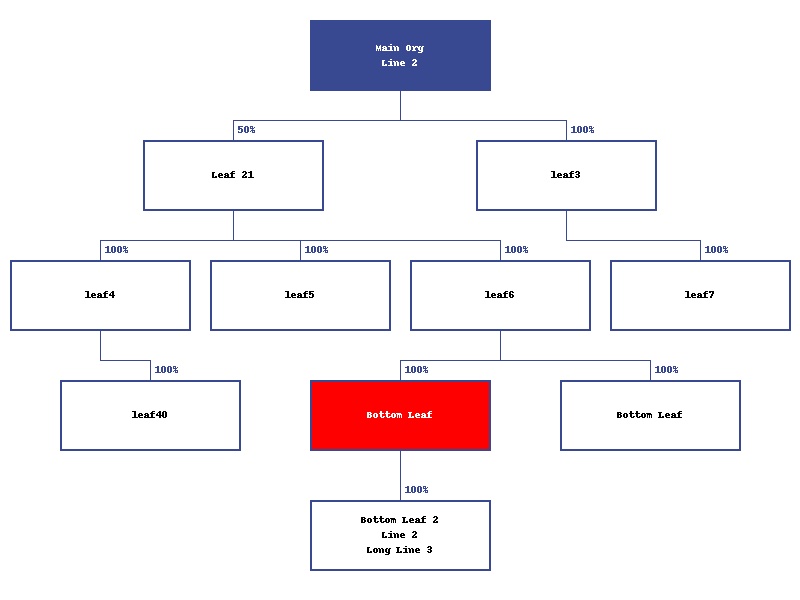 Main Org
Line 2
50%
100%
Leaf 21
leaf3
100%
100%
100%
100%
leaf4
leaf5
leaf6
leaf7
100%
100%
100%
leaf40
Bottom Leaf
Bottom Leaf
100%
Bottom Leaf 2
Line 2
Long Line 3